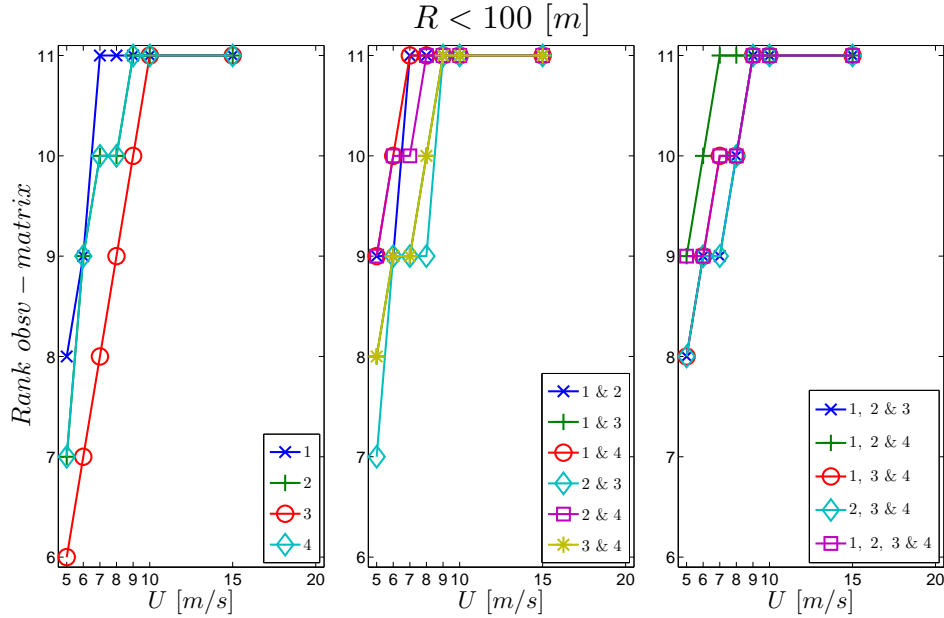 R < 100 [m]
Rank obsv − matrix
11
10
9
8
7
6
5 6 7 8 9 10 15 20
U [m/s]
1
2
3
4
11
10
9
8
7
6
5 6 7 8 9 10 15 20
U [m/s]
1 & 2
1 & 3
1 & 4
2 & 3
2 & 4
3 & 4
11
10
9
8
7
6
5 6 7 8 9 10 15 20
U [m/s]
1, 2 & 3
1, 2 & 4
1, 3 & 4
2, 3 & 4
1, 2, 3 & 4